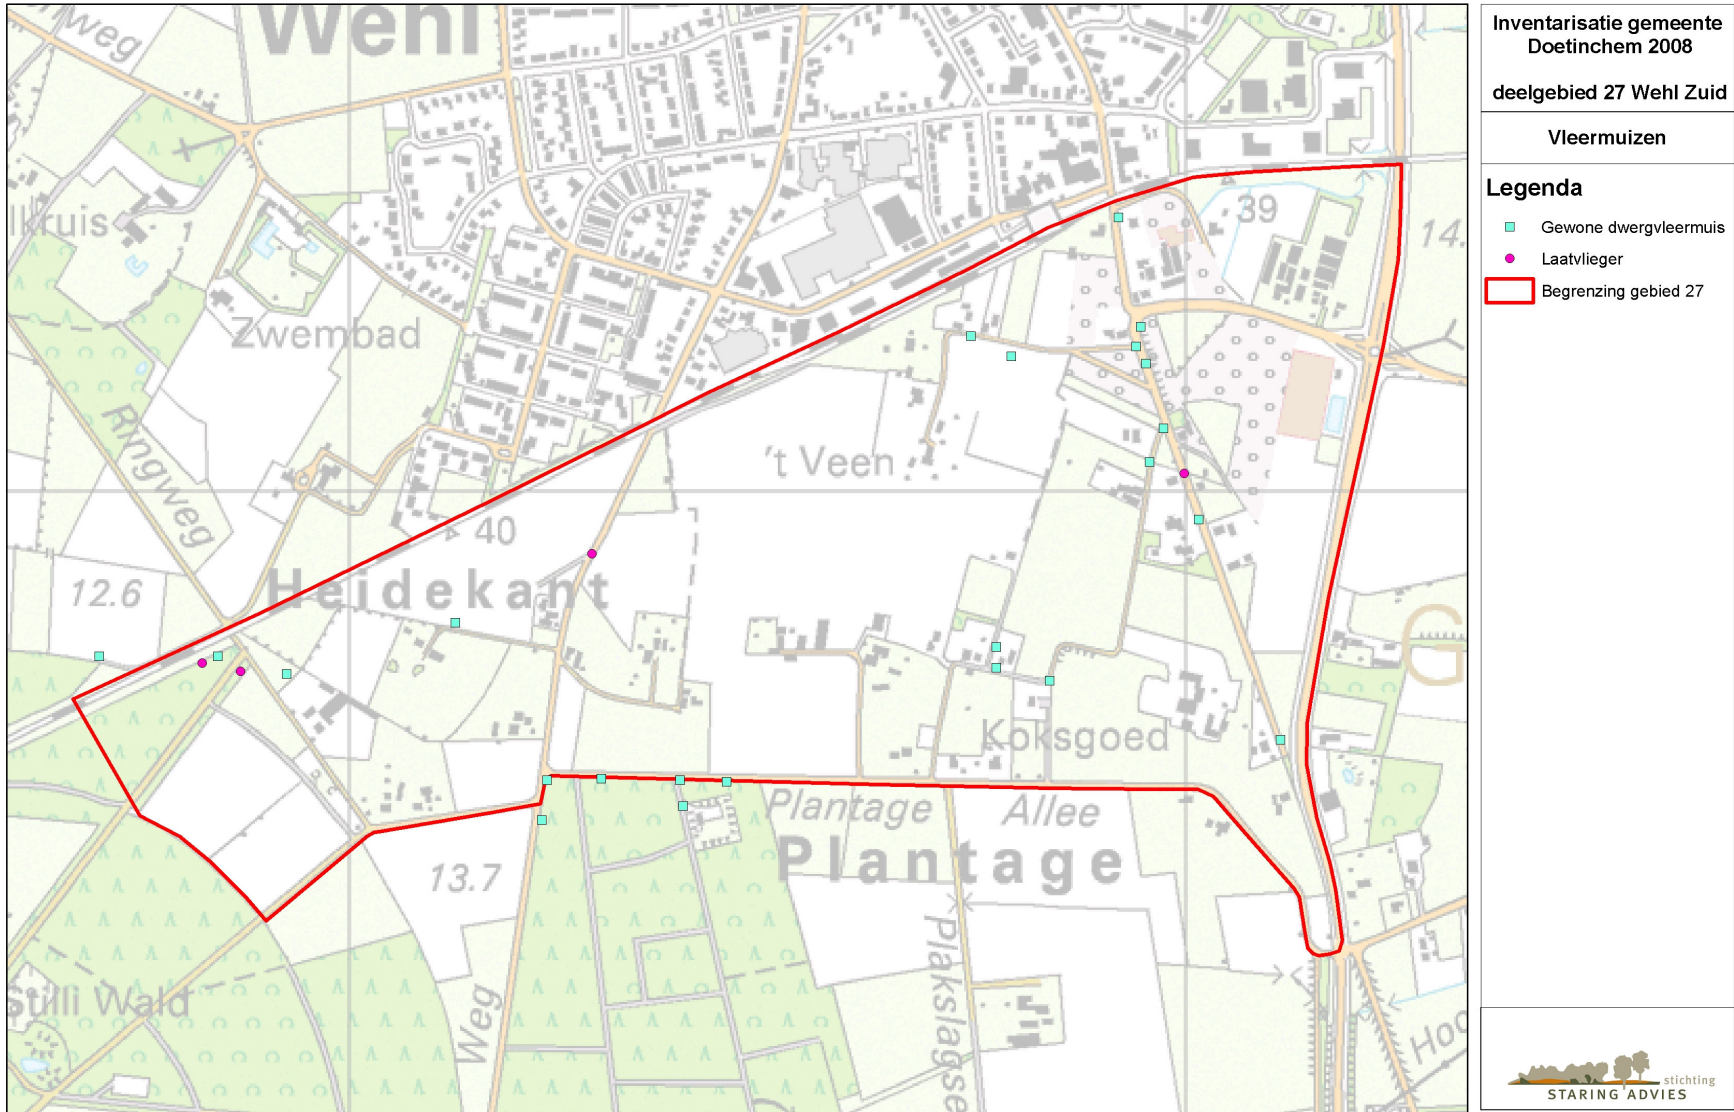 Wehl
Inventarisatie gemeente
Doetinchem 2008
deelgebied 27 Wehl Zuid
Vleermuizen
Legenda
Gewone dwergvleermuis
Laatvlieger
Begrenzing gebied 27
39
14.
Zwembad
Ringweg
't Veen
40
12.6
Heidekant
Koksgoed
Plantage Allee
Plantage
13.7
Weg
Plakslagse
Stilli Wald
G
stichting
STARING ADVIES